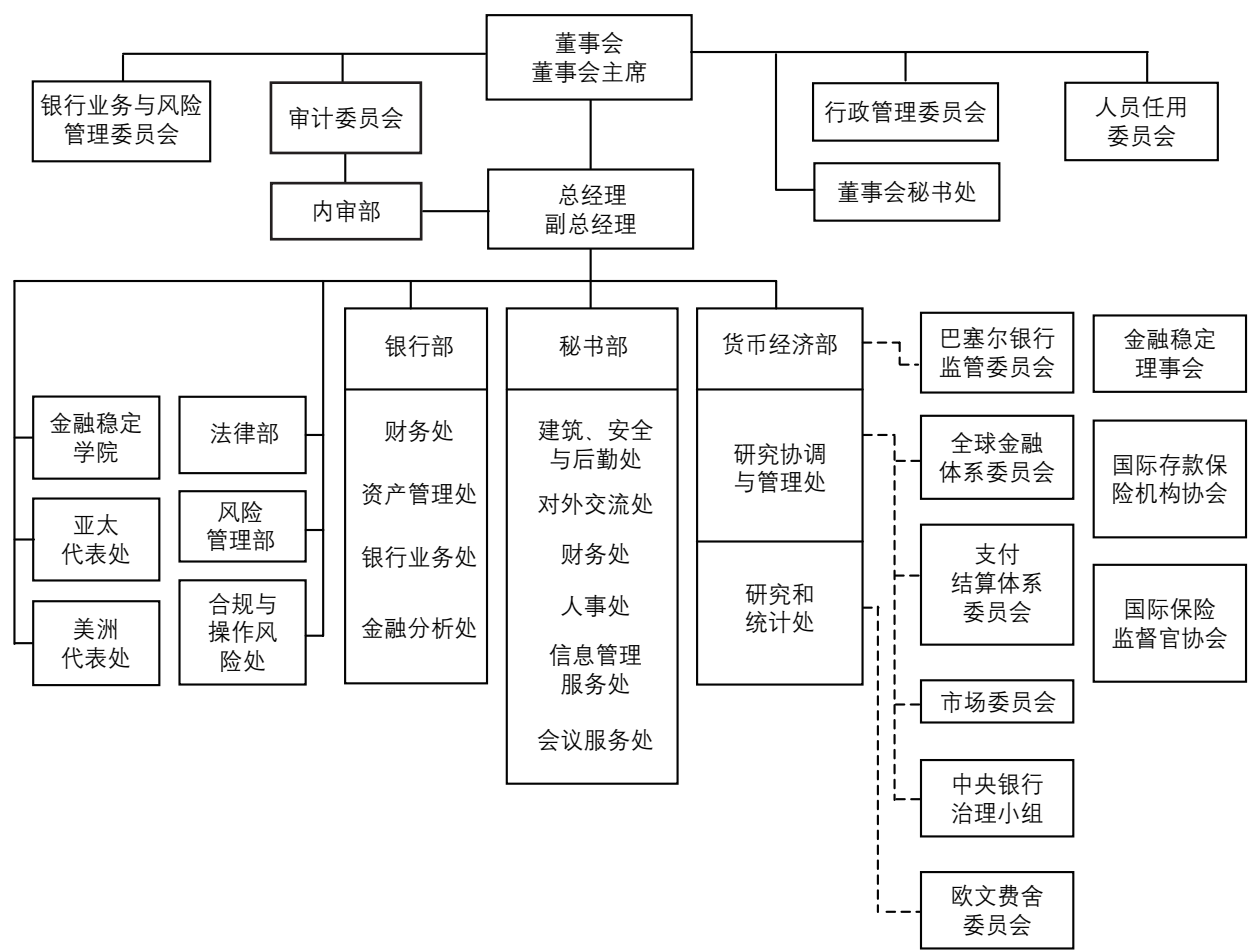 董事会
董事会主席
银行业务与风险
管理委员会
审计委员会
行政管理委员会
人员任用
委员会
内审部
总经理
副总经理
董事会秘书处
银行部
秘书部
货币经济部
巴塞尔银行
监管委员会
金融稳定
理事会
金融稳定
学院
法律部
亚太
代表处
风险
管理部
美洲
代表处
合规与
操作风
险处
财务处
资产管理处
银行业务处
金融分析处
建筑、安全
与后勤处
对外交流处
财务处
人事处
信息管理
服务处
会议服务处
研究协调
与管理处
研究和
统计处
全球金融
体系委员会
国际存款保
险机构协会
支付
结算体系
委员会
国际保险
监督官协会
市场委员会
中央银行
治理小组
欧文费舍
委员会